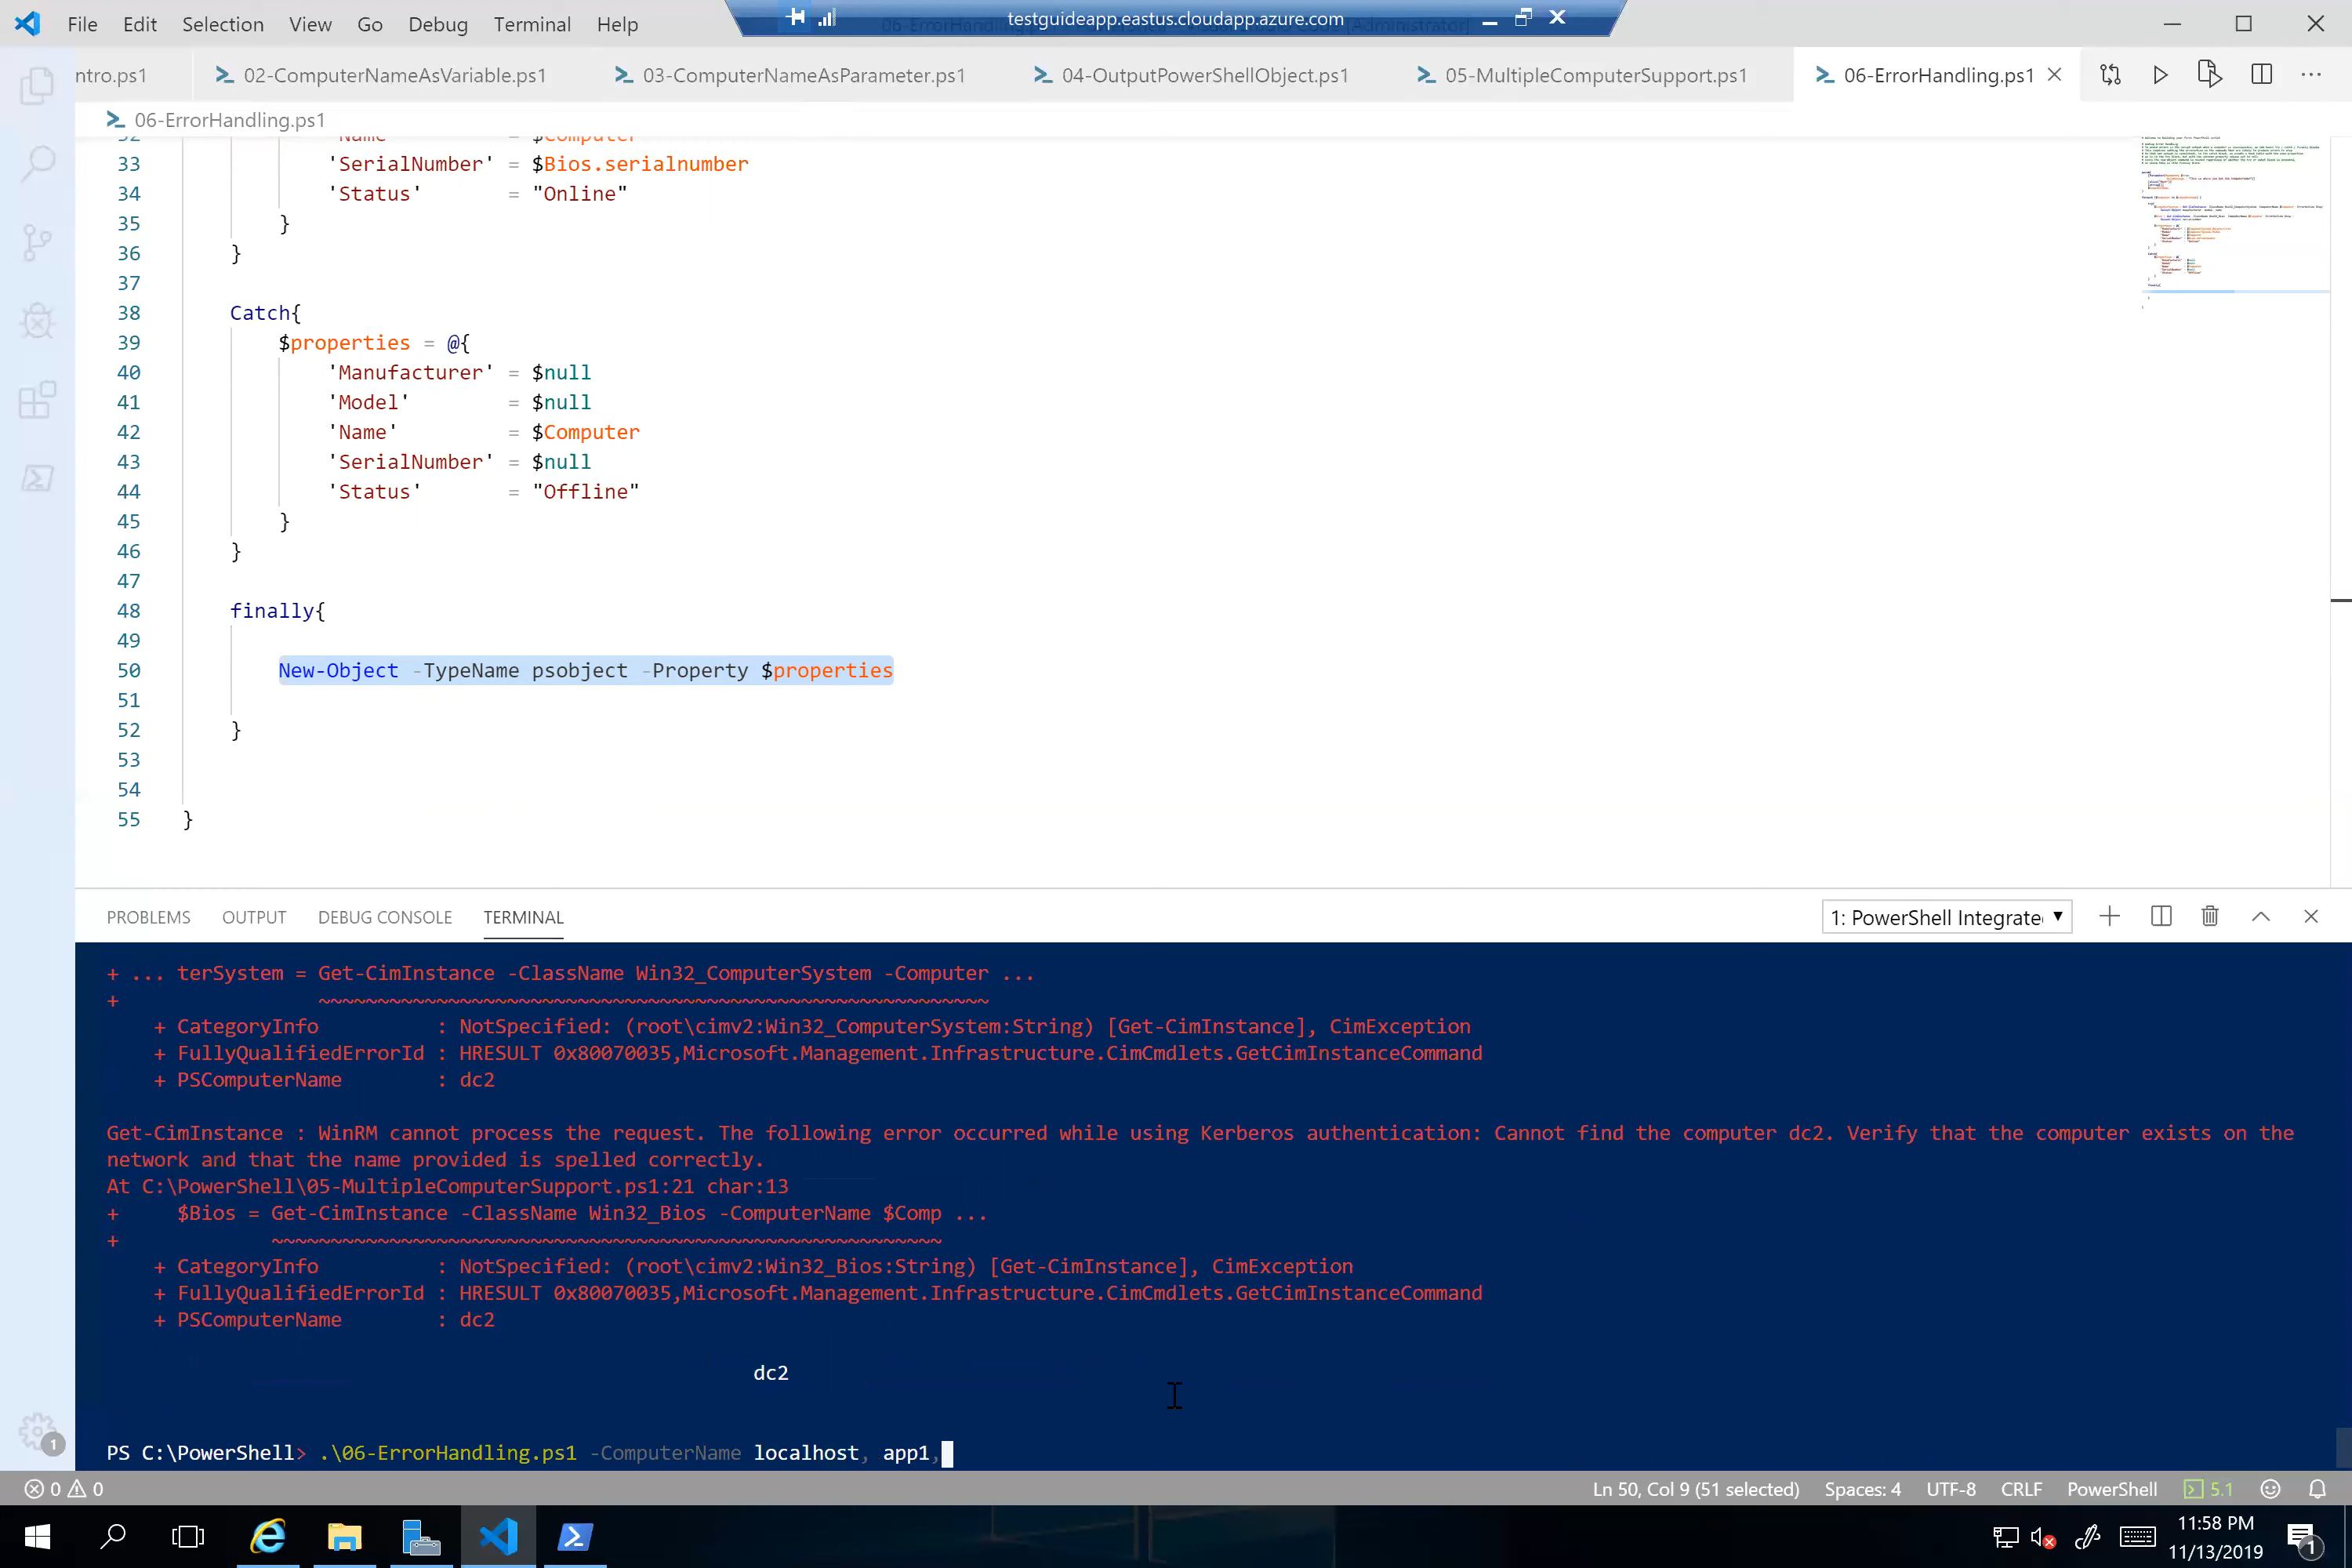 File Edit Selection View Go Debug Terminal Help
testguideapp.eastus.cloudapp.azure.com
ntro.ps1 02-ComputerNameAsVariable.ps1 03-ComputerNameAsParameter.ps1 04-OutputPowerShellObject.ps1 05-MultipleComputerSupport.ps1 06-ErrorHandling.ps1
06-ErrorHandling.ps1
32 'Name' = $Computer
33 'SerialNumber' = $Bios.serialnumber
34 'Status' = "Online"
35 }
36 }
37
38 Catch{
39 $properties = @{
40 'Manufacturer' = $null
41 'Model' = $null
42 'Name' = $Computer
43 'SerialNumber' = $null
44 'Status' = "Offline"
45 }
46 }
47
48 finally{
49
50 New-Object -TypeName psobject -Property $properties
51
52 }
53
54
55 }
PROBLEMS OUTPUT DEBUG CONSOLE TERMINAL 1: PowerShell Integrate
+ ... terSystem = Get-CimInstance -ClassName Win32_ComputerSystem -Computer ...
+ ~~~~~~~~~~~~~~~~~~~~~~~~~~~~~~~~~~~~~~~~~~~~~~~~~~~~~~~~~
+ CategoryInfo : NotSpecified: (root\cimv2:Win32_ComputerSystem:String) [Get-CimInstance], CimException
+ FullyQualifiedErrorId : HRESULT 0x80070035,Microsoft.Management.Infrastructure.CimCmdlets.GetCimInstanceCommand
+ PSComputerName : dc2
Get-CimInstance : WinRM cannot process the request. The following error occurred while using Kerberos authentication: Cannot find the computer dc2. Verify that the computer exists on the
network and that the name provided is spelled correctly.
At C:\PowerShell\05-MultipleComputerSupport.ps1:21 char:13
+ $Bios = Get-CimInstance -ClassName Win32_Bios -ComputerName $Comp ...
+ ~~~~~~~~~~~~~~~~~~~~~~~~~~~~~~~~~~~~~~~~~~~~~~~~~~~~~~~~~
+ CategoryInfo : NotSpecified: (root\cimv2:Win32_Bios:String) [Get-CimInstance], CimException
+ FullyQualifiedErrorId : HRESULT 0x80070035,Microsoft.Management.Infrastructure.CimCmdlets.GetCimInstanceCommand
+ PSComputerName : dc2
dc2
PS C:\PowerShell> .\06-ErrorHandling.ps1 -ComputerName localhost, app1,
1
0 0 Ln 50, Col 9 (51 selected) Spaces: 4 UTF-8 CRLF PowerShell 5.1
11:58 PM
11/13/2019
1